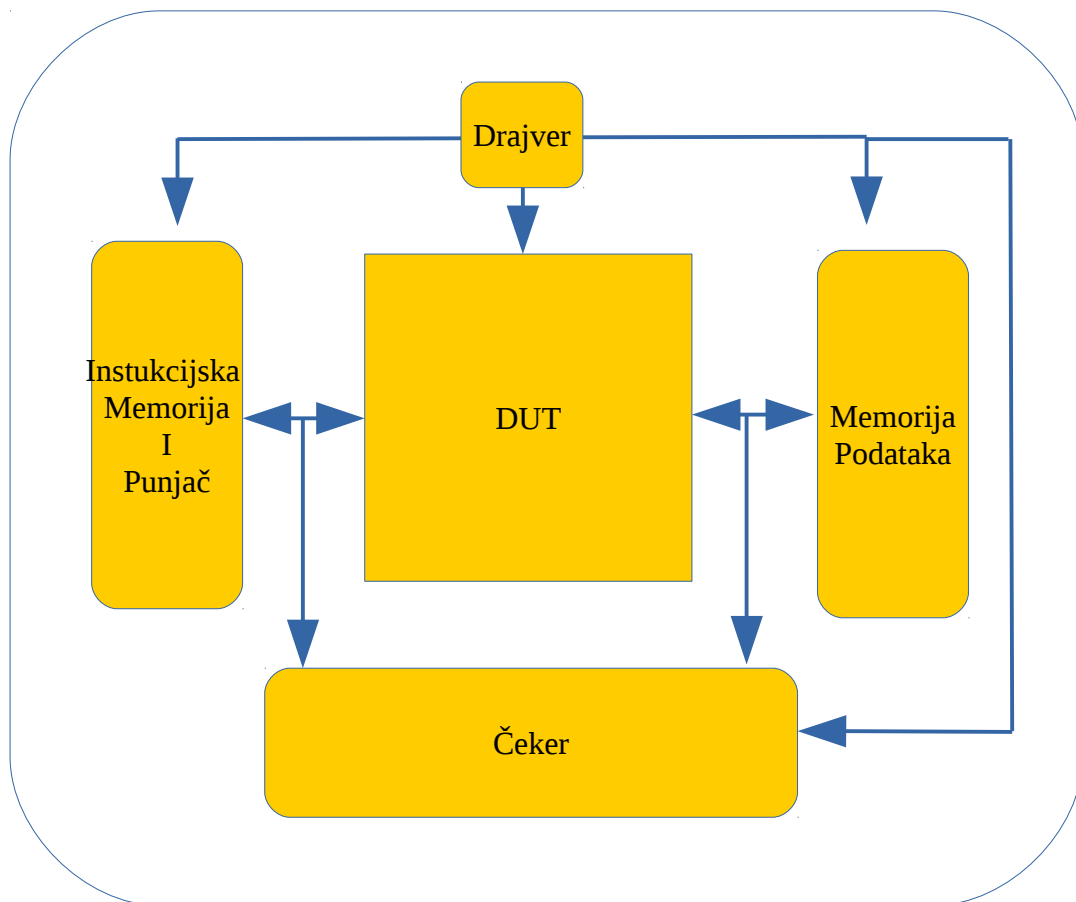 Drajver
Instukcijska
Memorija
I
Punjač
DUT
Memorija
Podataka
Čeker